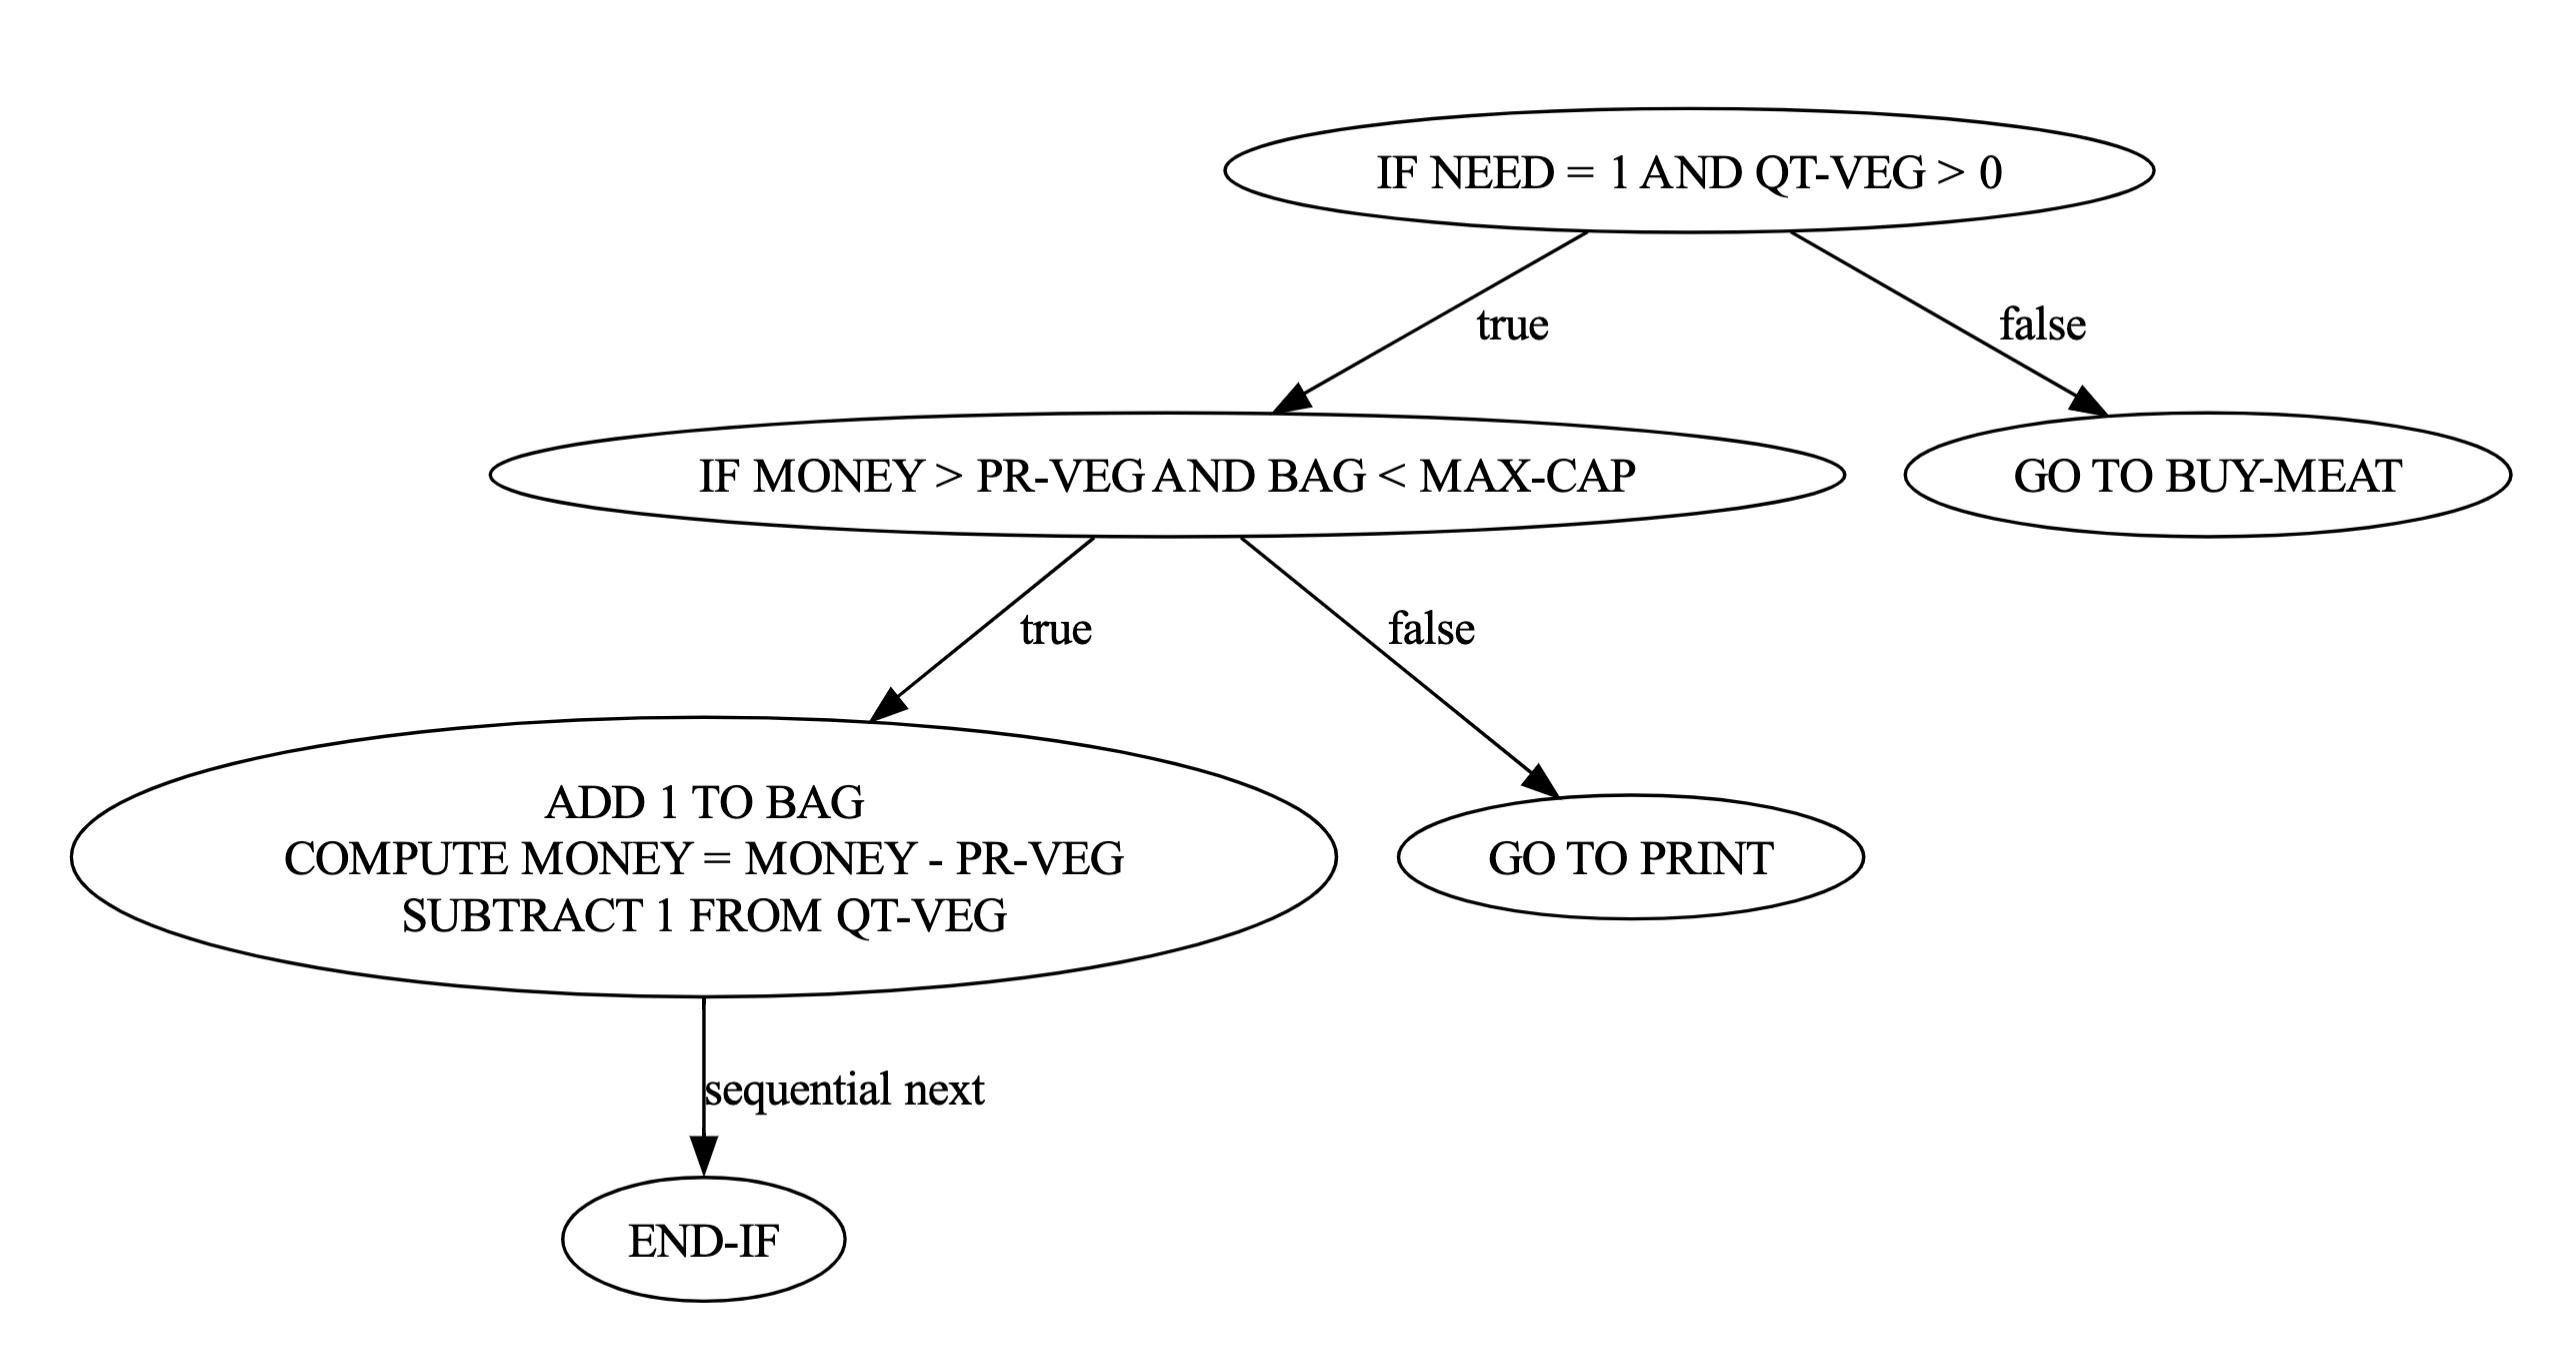 IF NEED = 1 AND QT-VEG > 0
true
false
IF MONEY > PR-VEG AND BAG < MAX-CAP
GO TO BUY-MEAT
true
false
ADD 1 TO BAG
COMPUTE MONEY = MONEY - PR-VEG
SUBTRACT 1 FROM QT-VEG
GO TO PRINT
sequential next
END-IF